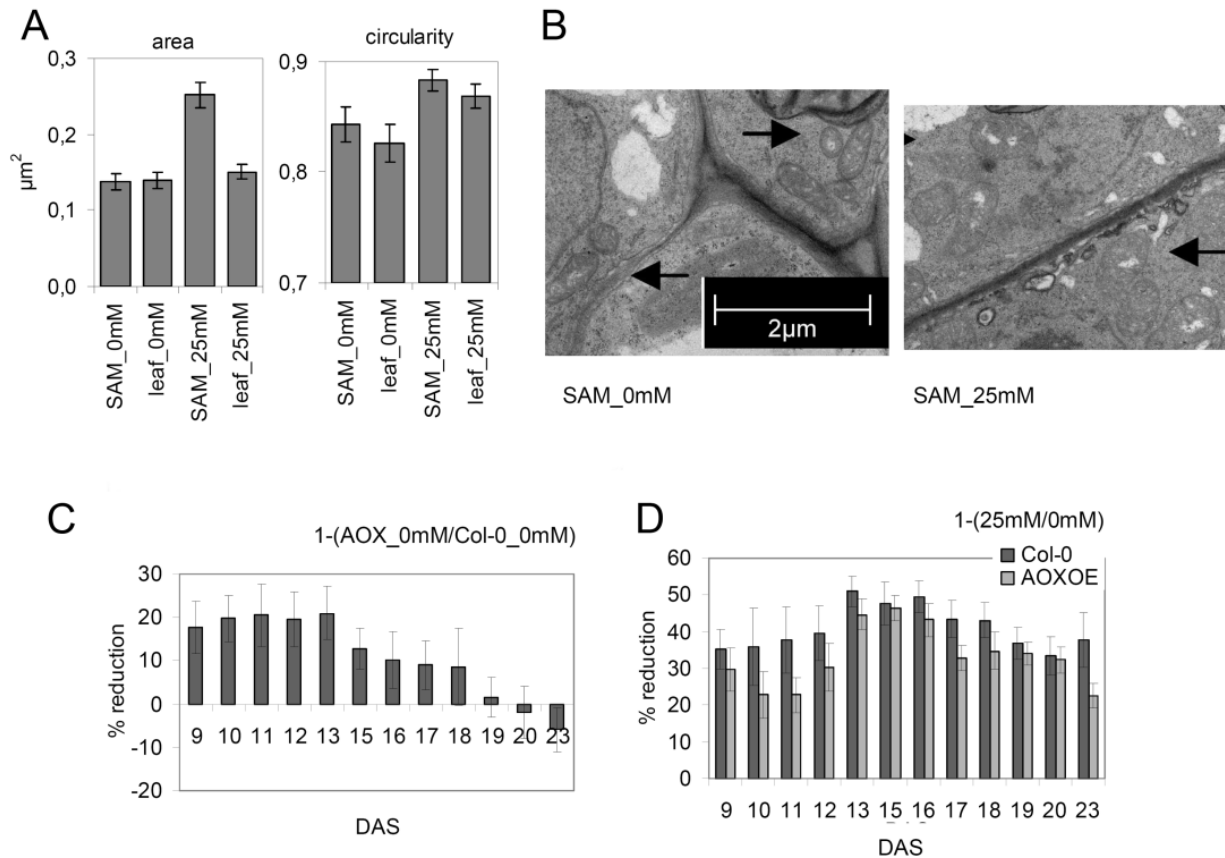 A
area
circularity
0,3
0,2
0,1
0,0
µm²
SAM_0mM
leaf_0mM
SAM_25mM
leaf_25mM
0,9
0,8
0,7
SAM_0mM
leaf_0mM
SAM_25mM
leaf_25mM
B
2µm
SAM_0mM
SAM_25mM
C
1-(AOX_0mM/Col-0_0mM)
% reduction
30
20
10
0
-10
-20
9 10 11 12 13 15 16 17 18 19 20 23
DAS
D
1-(25mM/0mM)
Col-0
AOXOE
% reduction
60
50
40
30
20
10
0
9 10 11 12 13 15 16 17 18 19 20 23
DAS